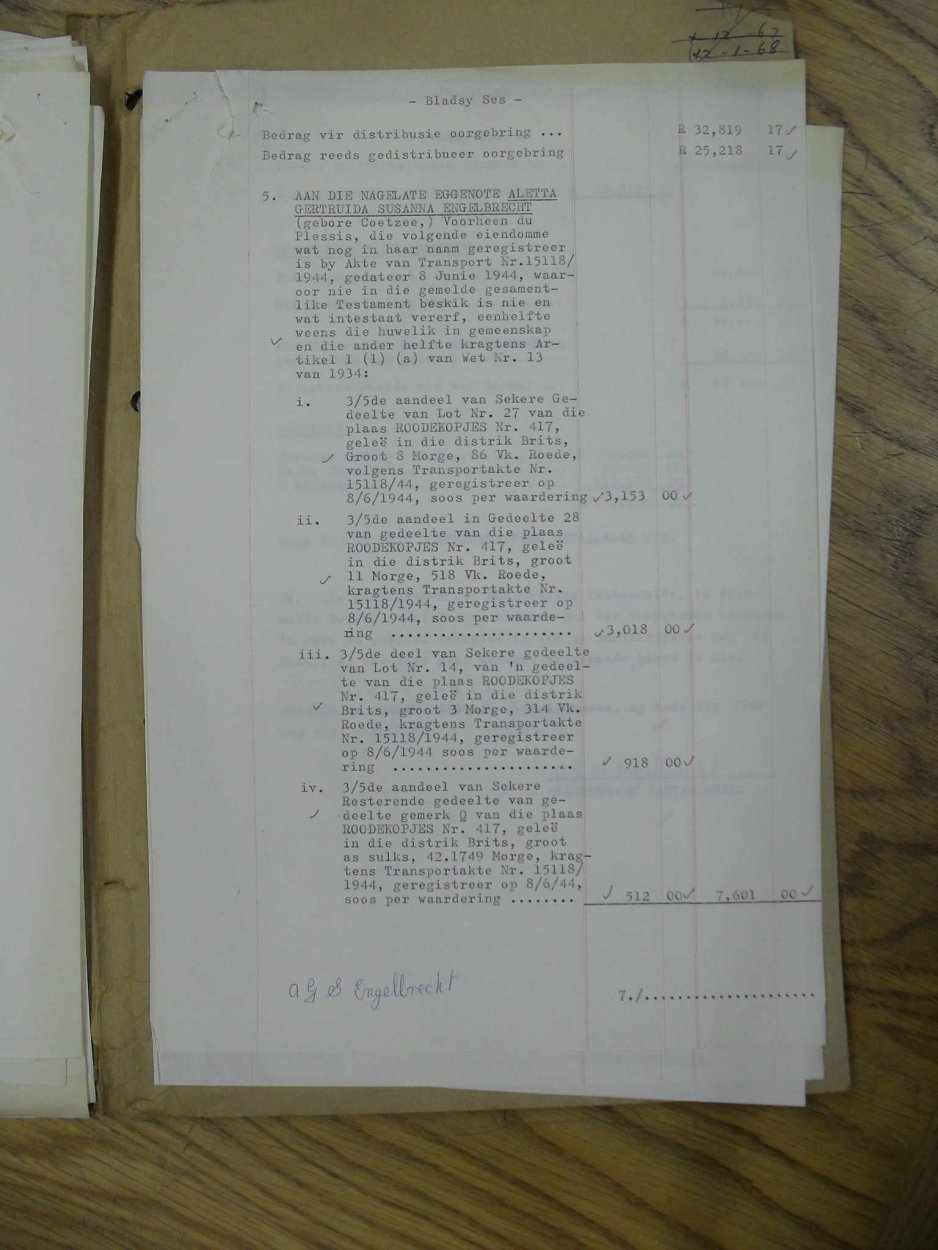 12-1-68
- Bladsy Ses -
Bedrag vir distribusie oorgebring ... R 32,819 17
Bedrag reeds gedistribueer oorgebring R 25,218 17
5. AAN DIE NAGELATE EGGENOTE ALETTA
GERTRUIDA SUSANNA ENGELBRECHT
(gebore Coetzee,) Voorheen du
Plessis, die volgende eiendomme
wat nog in haar naam geregistreer
is by Akte van Transport Nr.15118/
1944, gedateer 8 Junie 1944, waar-
oor nie in die gemelde gesament-
like Testament beskik is nie en
wat intestaat vererf, eenhelfte
weens die huwelik in gemeenskap
en die ander helfte kragtens Ar-
tikel 1 (1) (a) van Wet Nr. 13
van 1934:
i. 3/5de aandeel van Sekere Ge-
deelte van Lot Nr. 27 van die
plaas ROODEKOPJES Nr. 417,
geleë in die distrik Brits,
Groot 8 Morge, 86 Vk. Roede,
volgens Transportakte Nr.
15118/44, geregistreer op
8/6/1944, soos per waardering 3,153 00
ii. 3/5de aandeel in Gedeelte 28
van gedeelte van die plaas
ROODEKOPJES Nr. 417, geleë
in die distrik Brits, groot
11 Morge, 518 Vk. Roede,
kragtens Transportakte Nr.
15118/1944, geregistreer op
8/6/1944, soos per waarde-
ring ....................... 3,018 00
iii. 3/5de deel van Sekere gedeelte
van Lot Nr. 14, van 'n gedeel-
te van die plaas ROODEKOPJES
Nr. 417, geleë in die distrik
Brits, groot 3 Morge, 314 Vk.
Roede, kragtens Transportakte
Nr. 15118/1944, geregistreer
op 8/6/1944 soos per waarde-
ring ....................... 918 00
iv. 3/5de aandeel van Sekere
Resterende gedeelte van ge-
deelte gemerk Q van die plaas
ROODEKOPJES Nr. 417, geleë
in die distrik Brits, groot
as sulks, 42.1749 Morge, krag-
tens Transportakte Nr. 15118/
1944, geregistreer op 8/6/44,
soos per waardering ........ 512 00 7,601 00
a G S Engelbrecht
7./.....................